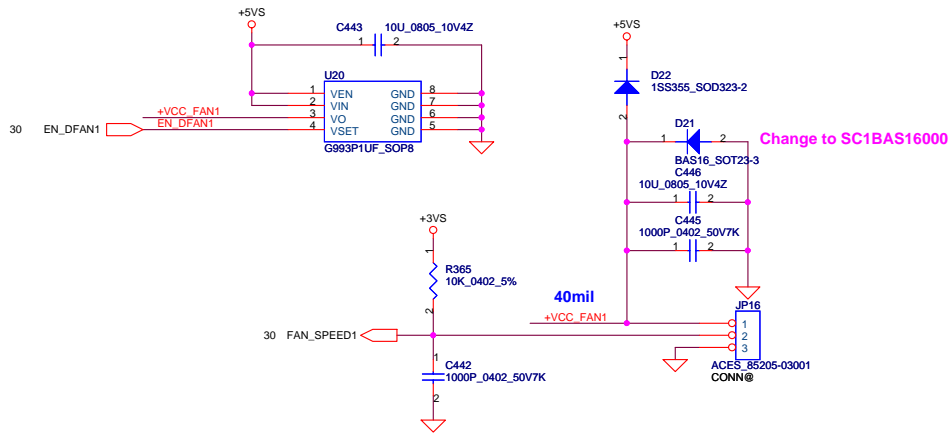 +5VS
C443
10U_0805_10V4Z
1
2
U20
1 VEN GND 8
2 VIN GND 7
3 VO GND 6
4 VSET GND 5
G993P1UF_SOP8
+VCC_FAN1
30 EN_DFAN1
EN_DFAN1
+5VS
1
D22
1SS355_SOD323-2
2
D21
1
2
BAS16_SOT23-3
Change to SC1BAS16000
C446
10U_0805_10V4Z
1
2
C445
1000P_0402_50V7K
1
2
+3VS
1
R365
10K_0402_5%
2
40mil
+VCC_FAN1
30 FAN_SPEED1
1
C442
1000P_0402_50V7K
2
JP16
1
2
3
ACES_85205-03001
CONN@